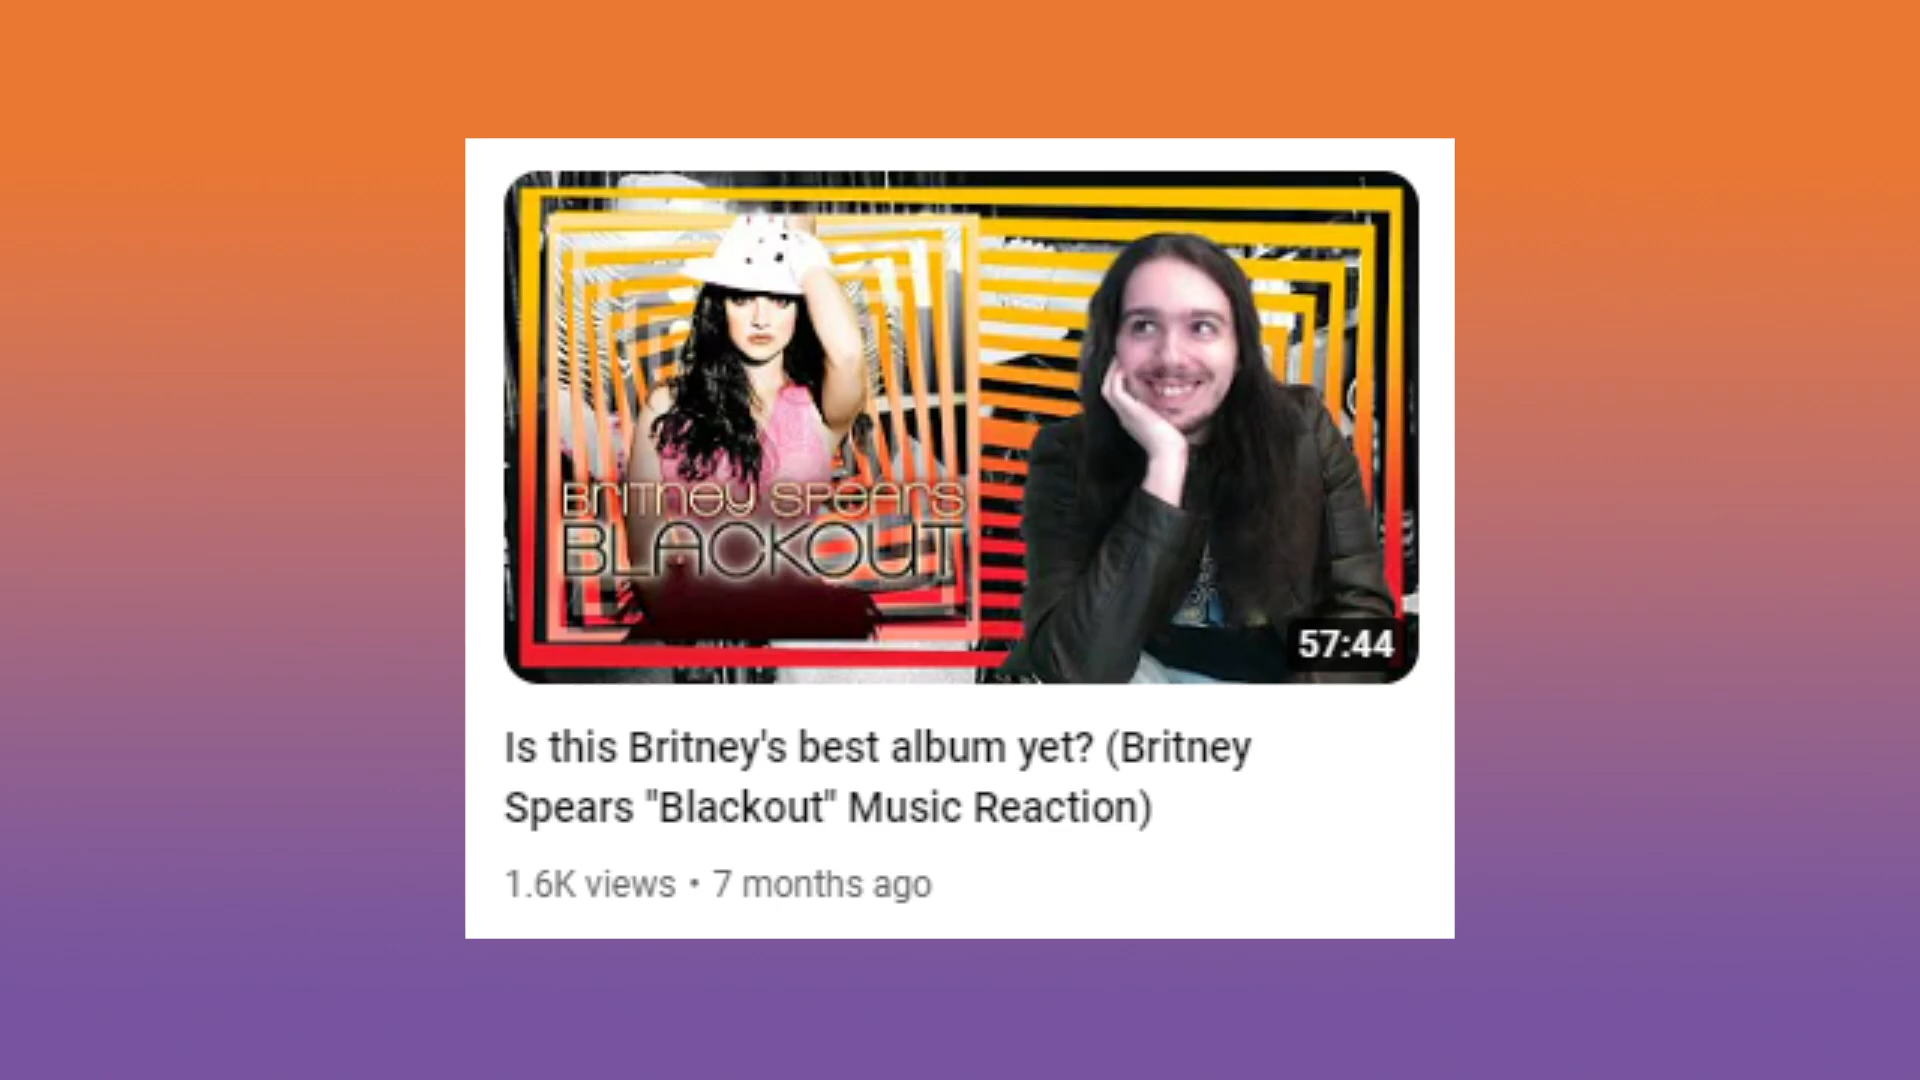 BRITNEY SPEARS
BLACKOUT
57:44
Is this Britney's best album yet? (Britney
Spears "Blackout" Music Reaction)
1.6K views • 7 months ago